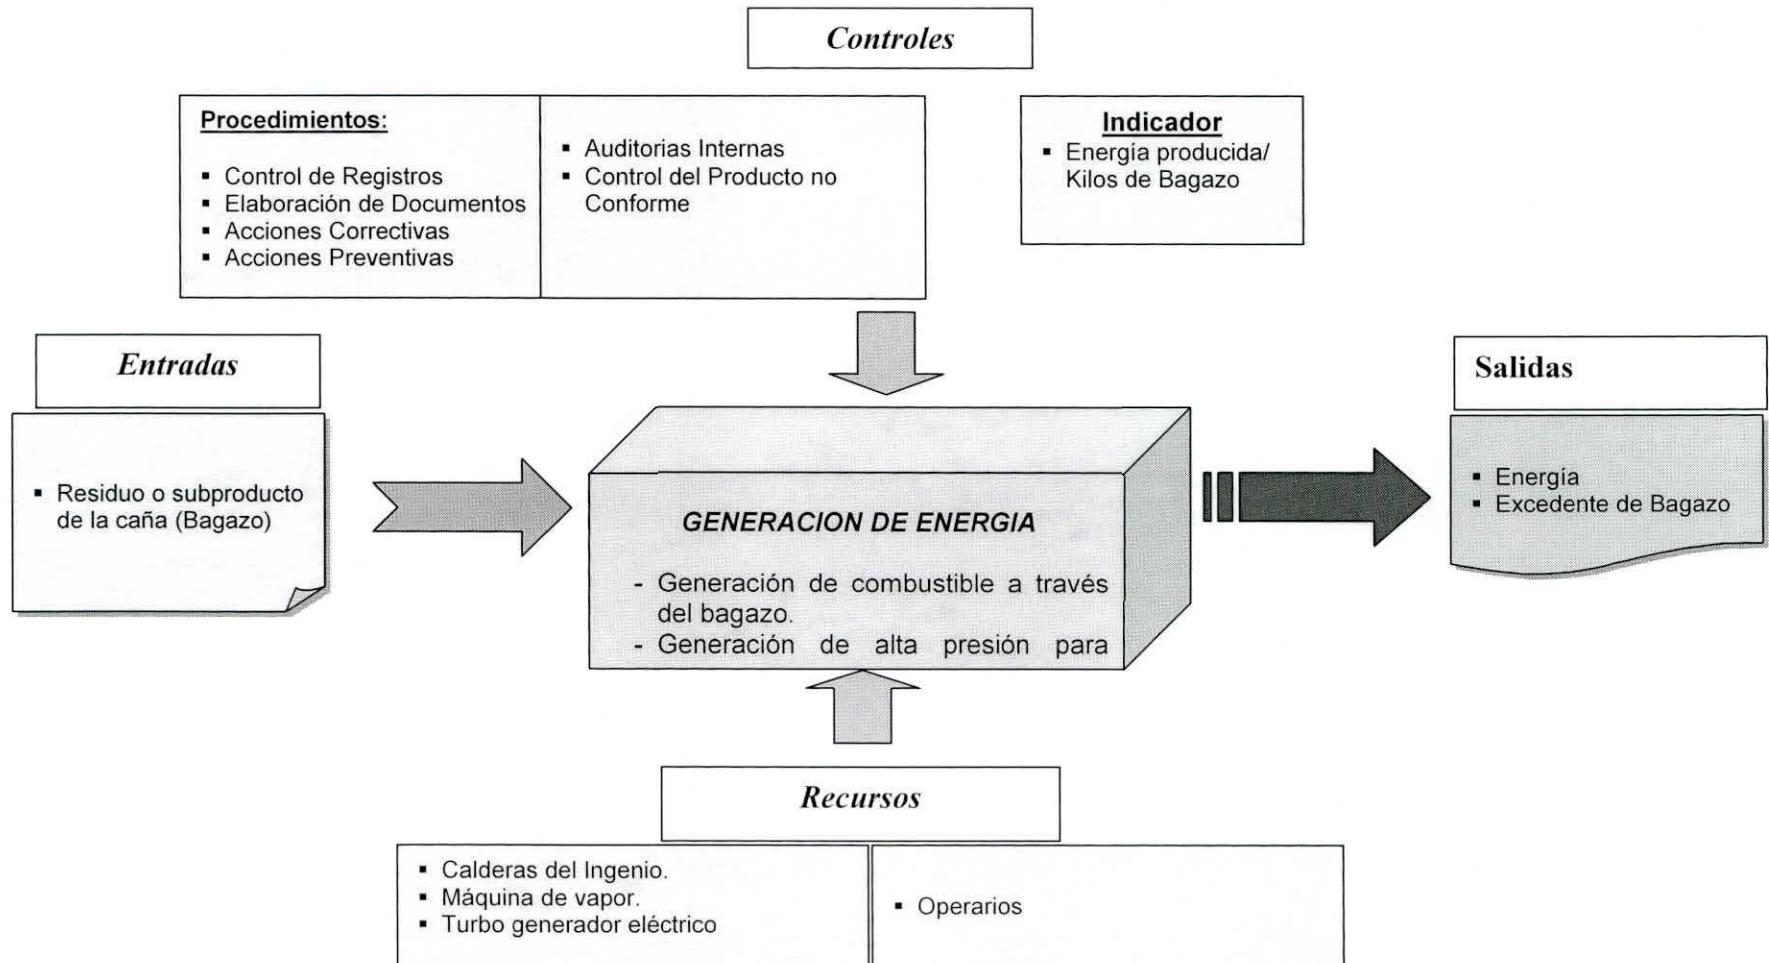 Controles
Procedimientos:
▪ Control de Registros
▪ Elaboración de Documentos
▪ Acciones Correctivas
▪ Acciones Preventivas
▪ Auditorias Internas
▪ Control del Producto no
Conforme
Indicador
▪ Energía producida/
Kilos de Bagazo
Entradas
▪ Residuo o subproducto
de la caña (Bagazo)
GENERACION DE ENERGIA
- Generación de combustible a través
del bagazo.
- Generación de alta presión para
Salidas
▪ Energía
▪ Excedente de Bagazo
Recursos
▪ Calderas del Ingenio.
▪ Máquina de vapor.
▪ Turbo generador eléctrico
▪ Operarios